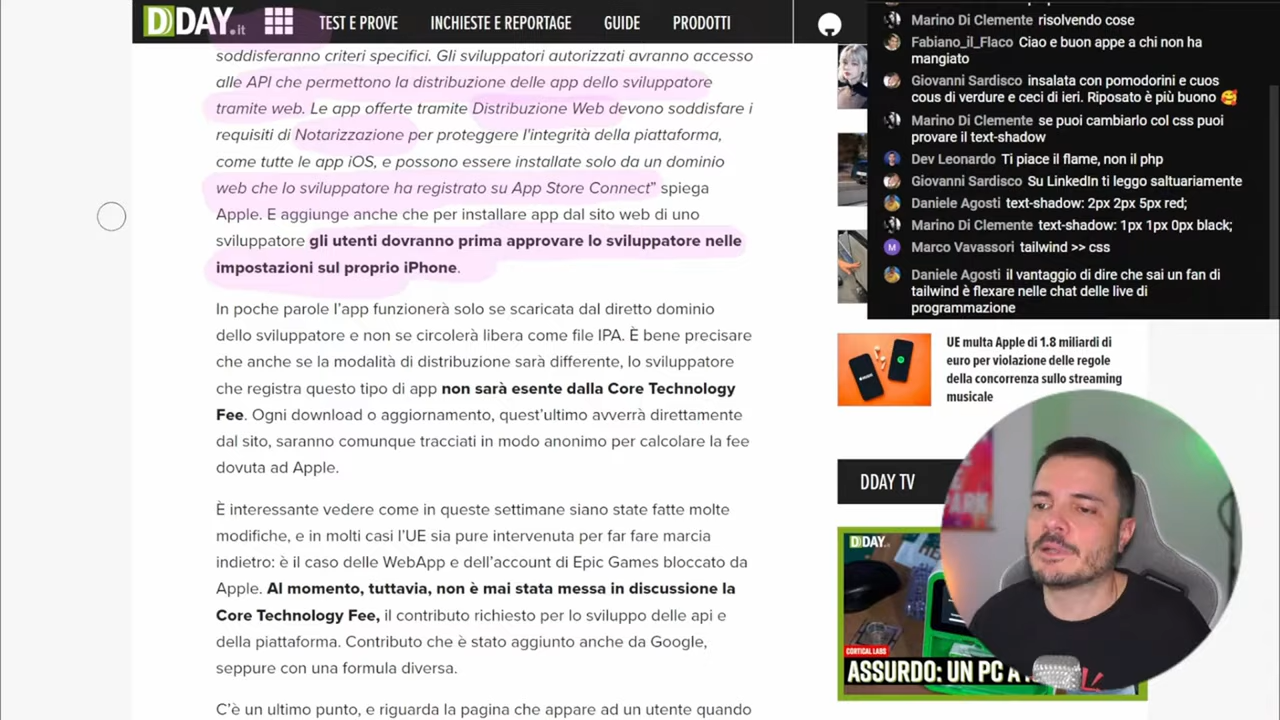 DDAY.it
TEST E PROVE
INCHIESTE E REPORTAGE
GUIDE
PRODOTTI
soddisferanno criteri specifici. Gli sviluppatori autorizzati avranno accesso
alle API che permettono la distribuzione delle app dello sviluppatore
tramite web. Le app offerte tramite Distribuzione Web devono soddisfare i
requisiti di Notarizzazione per proteggere l'integrità della piattaforma,
come tutte le app iOS, e possono essere installate solo da un dominio
web che lo sviluppatore ha registrato su App Store Connect” spiega
Apple. E aggiunge anche che per installare app dal sito web di uno
sviluppatore gli utenti dovranno prima approvare lo sviluppatore nelle
impostazioni sul proprio iPhone.
In poche parole l’app funzionerà solo se scaricata dal diretto dominio
dello sviluppatore e non se circolerà libera come file IPA. È bene precisare
che anche se la modalità di distribuzione sarà differente, lo sviluppatore
che registra questo tipo di app non sarà esente dalla Core Technology
Fee. Ogni download o aggiornamento, quest’ultimo avverrà direttamente
dal sito, saranno comunque tracciati in modo anonimo per calcolare la fee
dovuta ad Apple.
È interessante vedere come in queste settimane siano state fatte molte
modifiche, e in molti casi l’UE sia pure intervenuta per far fare marcia
indietro: è il caso delle WebApp e dell’account di Epic Games bloccato da
Apple. Al momento, tuttavia, non è mai stata messa in discussione la
Core Technology Fee, il contributo richiesto per lo sviluppo delle api e
della piattaforma. Contributo che è stato aggiunto anche da Google,
seppure con una formula diversa.
C’è un ultimo punto, e riguarda la pagina che appare ad un utente quando
Marino Di Clemente risolvendo cose
Fabiano_il_Flaco Ciao e buon appe a chi non ha
mangiato
Giovanni Sardisco insalata con pomodorini e cuos
cous di verdure e ceci di ieri. Riposato è più buono 🥰
Marino Di Clemente se puoi cambiarlo col css puoi
provare il text-shadow
Dev Leonardo Ti piace il flame, non il php
Giovanni Sardisco Su LinkedIn ti leggo saltuariamente
Daniele Agosti text-shadow: 2px 2px 5px red;
Marino Di Clemente text-shadow: 1px 1px 0px black;
M Marco Vavassori tailwind >> css
Daniele Agosti il vantaggio di dire che sai un fan di
tailwind è flexare nelle chat delle live di
programmazione
UE multa Apple di 1.8 miliardi di
euro per violazione delle regole
della concorrenza sullo streaming
musicale
DDAY TV
DDAY.it
CORTICAL LABS
ASSURDO: UN PC A